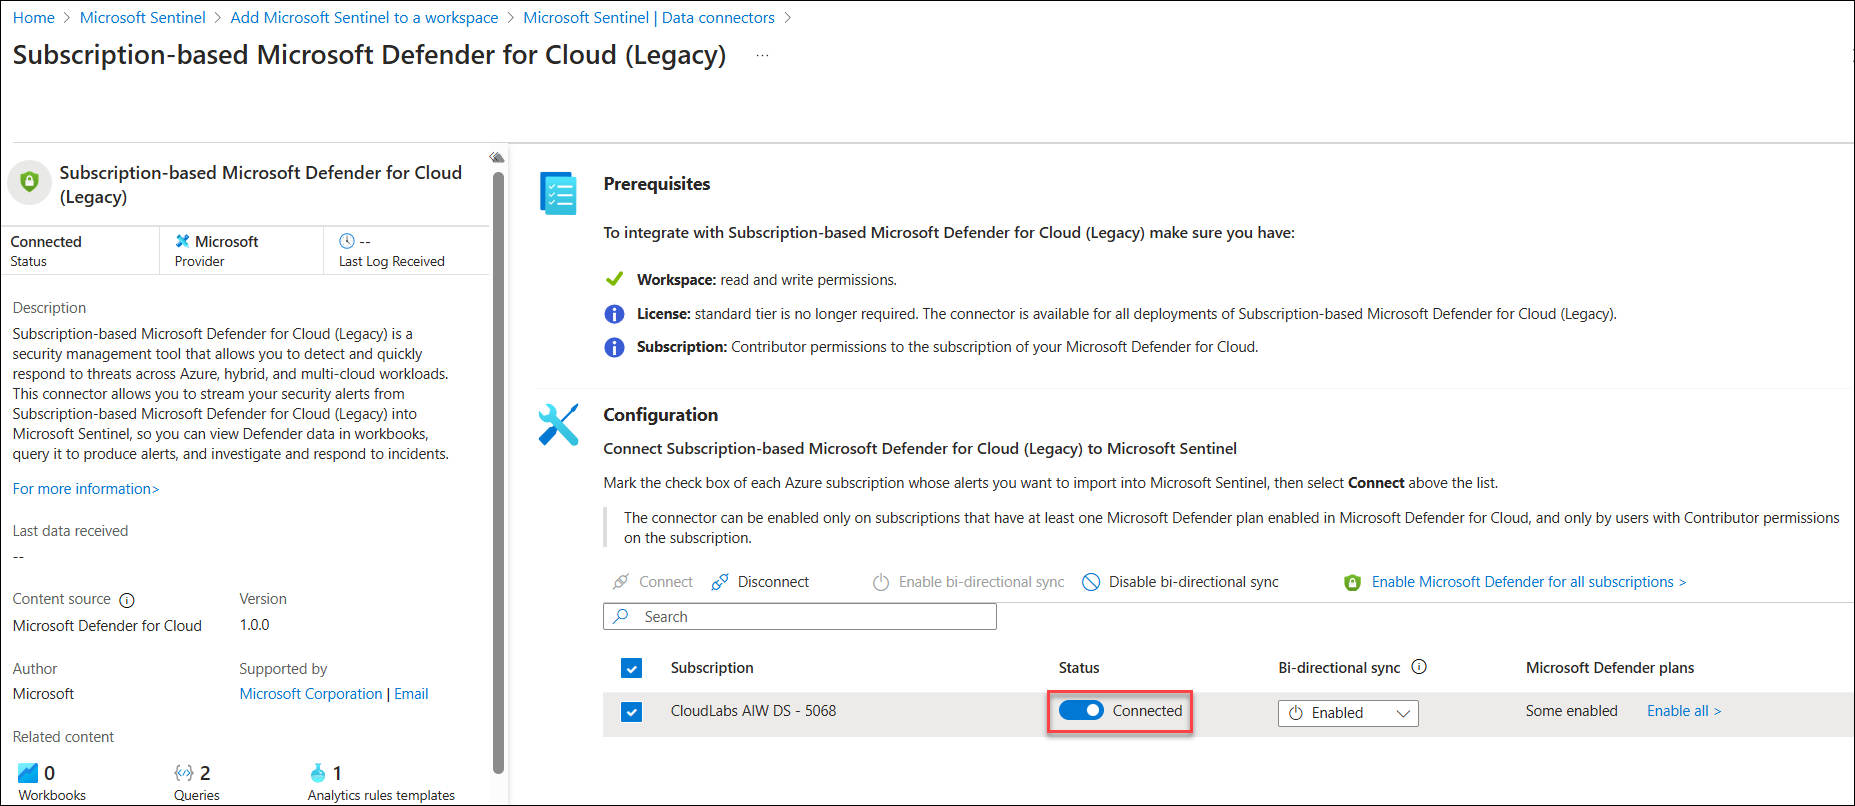 Home > Microsoft Sentinel > Add Microsoft Sentinel to a workspace > Microsoft Sentinel | Data connectors >
Subscription-based Microsoft Defender for Cloud (Legacy) ...
Subscription-based Microsoft Defender for Cloud
(Legacy)
Connected
Status
Microsoft
Provider
--
Last Log Received
Description
Subscription-based Microsoft Defender for Cloud (Legacy) is a
security management tool that allows you to detect and quickly
respond to threats across Azure, hybrid, and multi-cloud workloads.
This connector allows you to stream your security alerts from
Subscription-based Microsoft Defender for Cloud (Legacy) into
Microsoft Sentinel, so you can view Defender data in workbooks,
query it to produce alerts, and investigate and respond to incidents.
For more information>
Last data received
--
Content source
Version
Microsoft Defender for Cloud
1.0.0
Author
Supported by
Microsoft
Microsoft Corporation | Email
Related content
0
Workbooks
2
Queries
1
Analytics rules templates
Prerequisites
To integrate with Subscription-based Microsoft Defender for Cloud (Legacy) make sure you have:
Workspace: read and write permissions.
License: standard tier is no longer required. The connector is available for all deployments of Subscription-based Microsoft Defender for Cloud (Legacy).
Subscription: Contributor permissions to the subscription of your Microsoft Defender for Cloud.
Configuration
Connect Subscription-based Microsoft Defender for Cloud (Legacy) to Microsoft Sentinel
Mark the check box of each Azure subscription whose alerts you want to import into Microsoft Sentinel, then select Connect above the list.
The connector can be enabled only on subscriptions that have at least one Microsoft Defender plan enabled in Microsoft Defender for Cloud, and only by users with Contributor permissions
on the subscription.
Connect Disconnect Enable bi-directional sync Disable bi-directional sync Enable Microsoft Defender for all subscriptions >
Search
Subscription Status Bi-directional sync Microsoft Defender plans
CloudLabs AIW DS - 5068 Connected Enabled Some enabled Enable all >